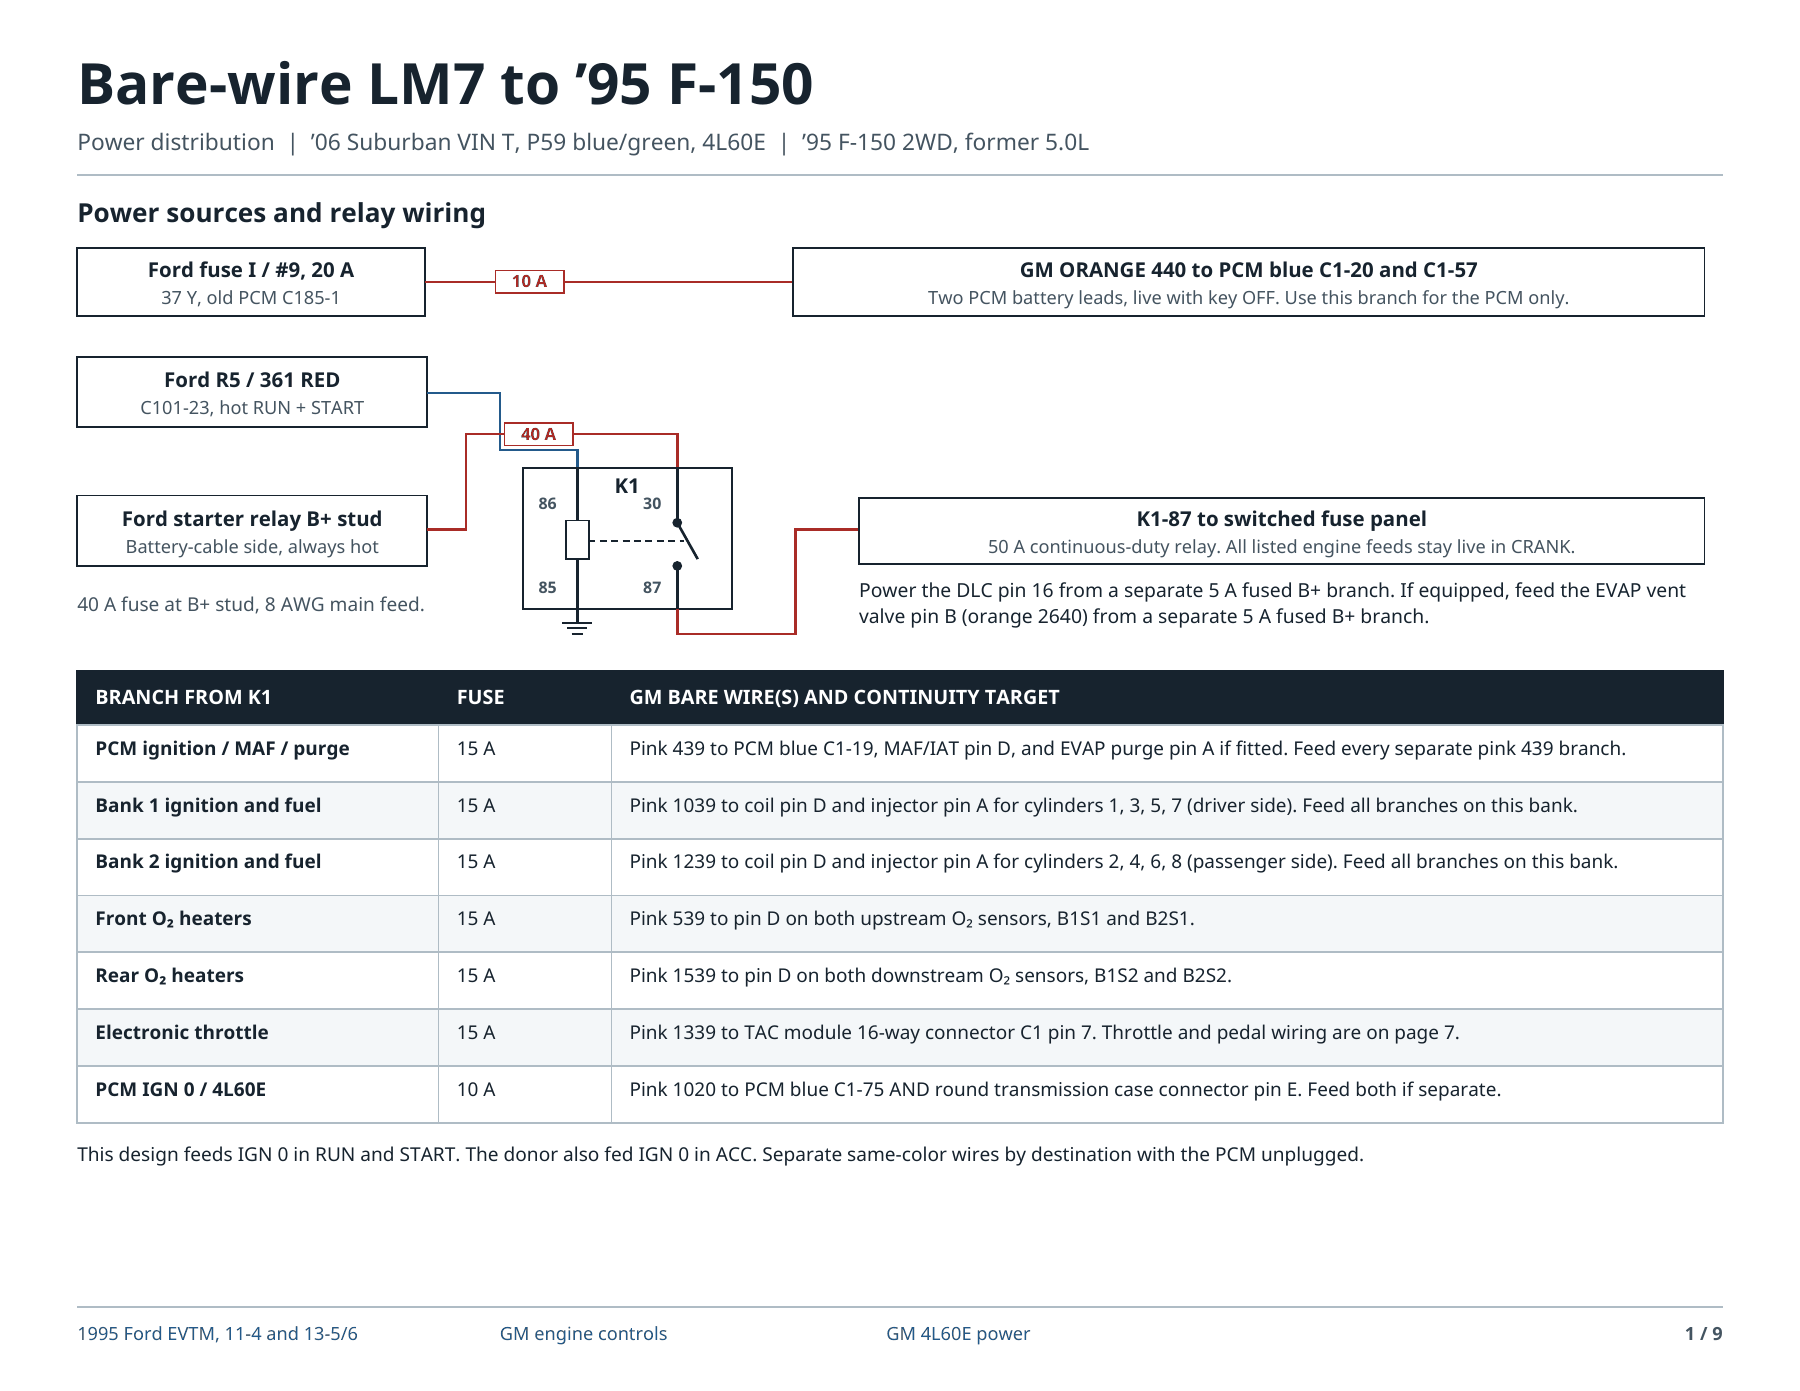 Bare-wire LM7 to ’95 F-150
Power distribution | ’06 Suburban VIN T, P59 blue/green, 4L60E | ’95 F-150 2WD, former 5.0L
Power sources and relay wiring
Ford fuse I / #9, 20 A
37 Y, old PCM C185-1
10 A
GM ORANGE 440 to PCM blue C1-20 and C1-57
Two PCM battery leads, live with key OFF. Use this branch for the PCM only.
Ford R5 / 361 RED
C101-23, hot RUN + START
40 A
K1
86
30
85
87
Ford starter relay B+ stud
Battery-cable side, always hot
40 A fuse at B+ stud, 8 AWG main feed.
K1-87 to switched fuse panel
50 A continuous-duty relay. All listed engine feeds stay live in CRANK.
Power the DLC pin 16 from a separate 5 A fused B+ branch. If equipped, feed the EVAP vent
valve pin B (orange 2640) from a separate 5 A fused B+ branch.
BRANCH FROM K1 FUSE GM BARE WIRE(S) AND CONTINUITY TARGET
PCM ignition / MAF / purge 15 A Pink 439 to PCM blue C1-19, MAF/IAT pin D, and EVAP purge pin A if fitted. Feed every separate pink 439 branch.
Bank 1 ignition and fuel 15 A Pink 1039 to coil pin D and injector pin A for cylinders 1, 3, 5, 7 (driver side). Feed all branches on this bank.
Bank 2 ignition and fuel 15 A Pink 1239 to coil pin D and injector pin A for cylinders 2, 4, 6, 8 (passenger side). Feed all branches on this bank.
Front O₂ heaters 15 A Pink 539 to pin D on both upstream O₂ sensors, B1S1 and B2S1.
Rear O₂ heaters 15 A Pink 1539 to pin D on both downstream O₂ sensors, B1S2 and B2S2.
Electronic throttle 15 A Pink 1339 to TAC module 16-way connector C1 pin 7. Throttle and pedal wiring are on page 7.
PCM IGN 0 / 4L60E 10 A Pink 1020 to PCM blue C1-75 AND round transmission case connector pin E. Feed both if separate.
This design feeds IGN 0 in RUN and START. The donor also fed IGN 0 in ACC. Separate same-color wires by destination with the PCM unplugged.
1995 Ford EVTM, 11-4 and 13-5/6 GM engine controls GM 4L60E power 1 / 9